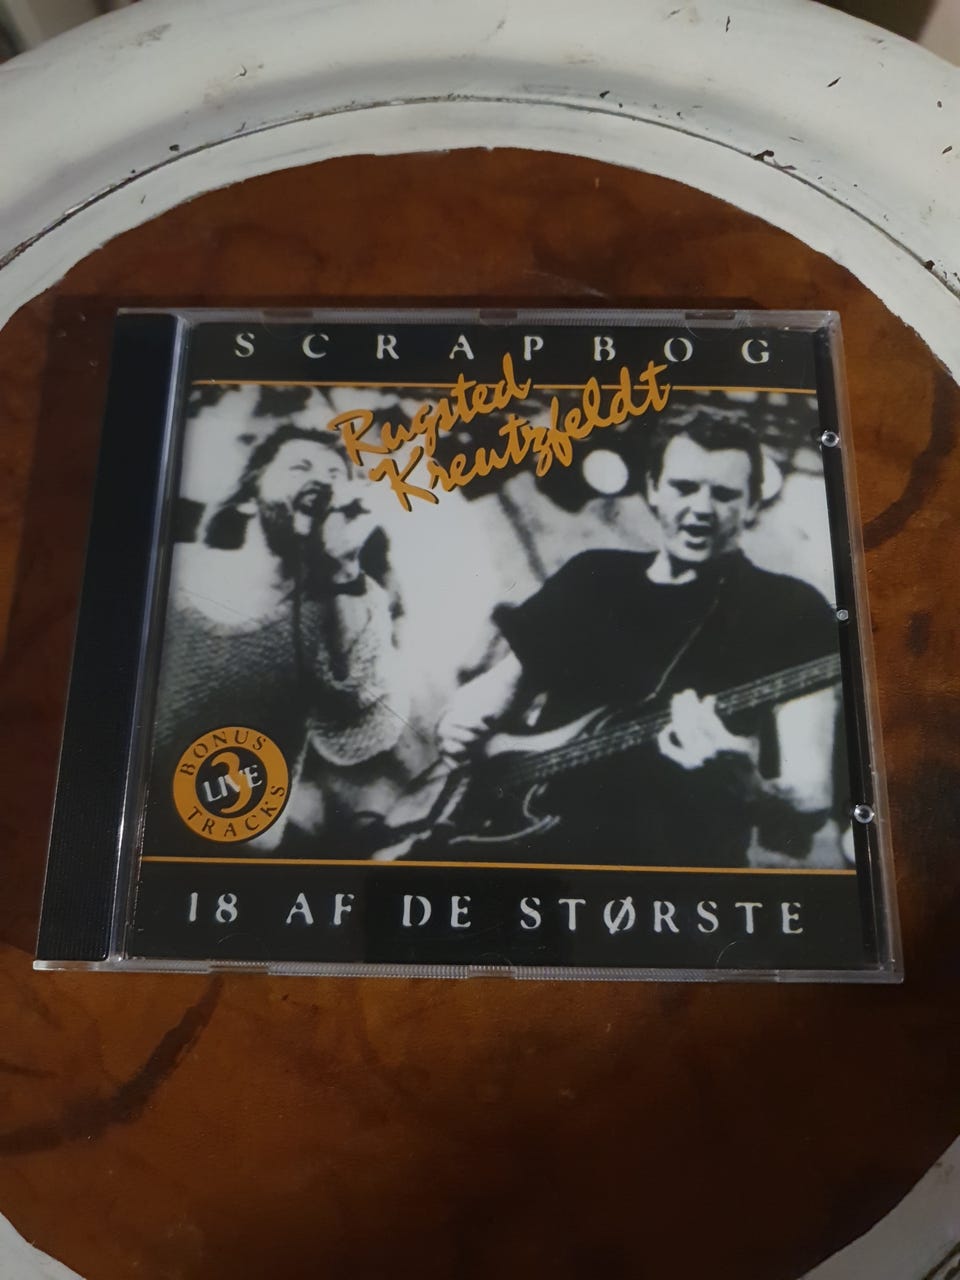 SCRAPBOG
Rugsted
Kreutzfeldt
BONUS
3
LIVE
TRACKS
18 AF DE STØRSTE